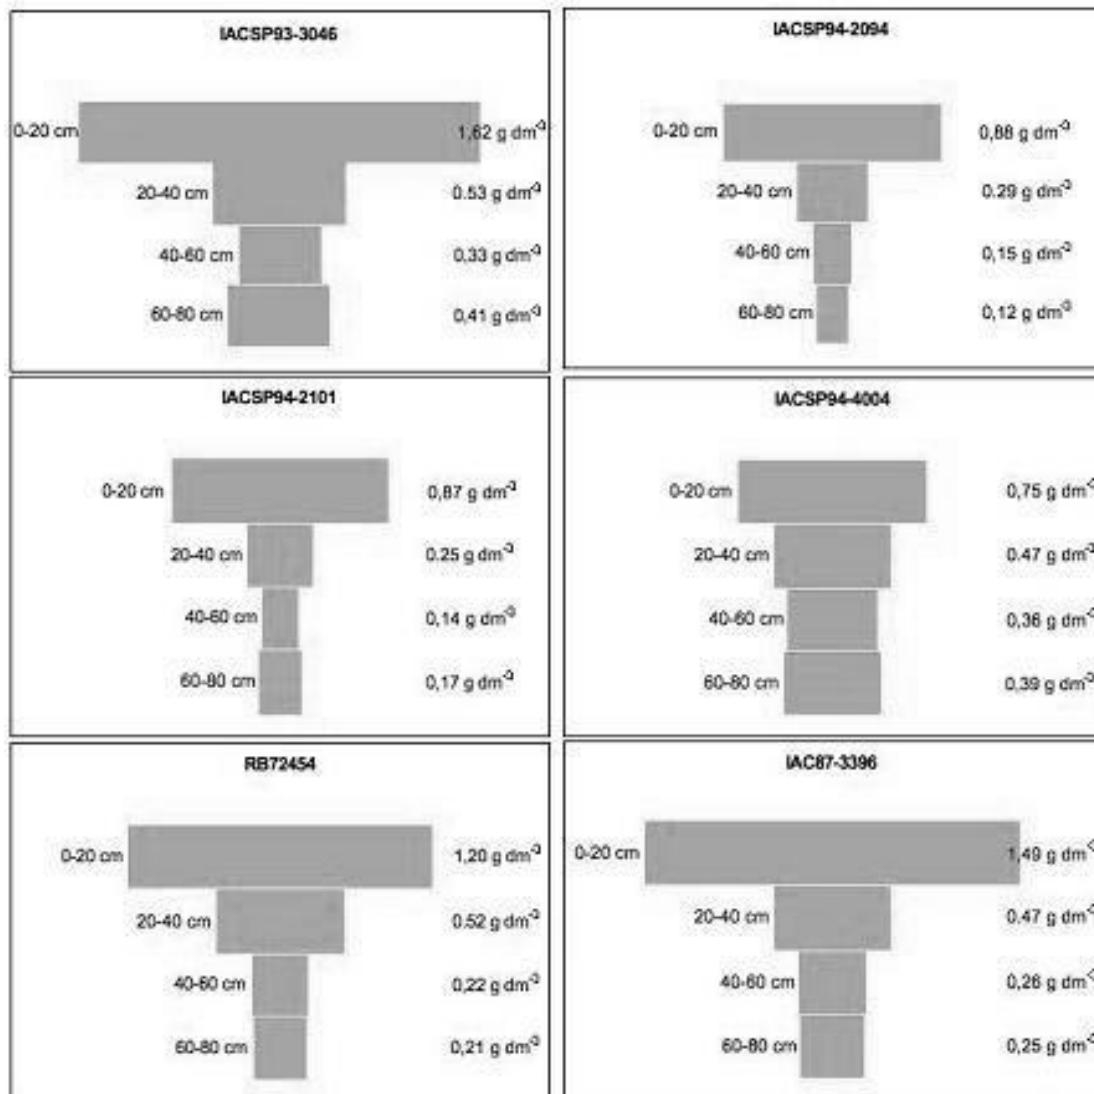 IACSP93-3046
0-20 cm 1,62 g dm-3
20-40 cm 0.53 g dm-3
40-60 cm 0,33 g dm-3
60-80 cm 0,41 g dm-3
IACSP94-2094
0-20 cm 0,88 g dm-3
20-40 cm 0.29 g dm-3
40-60 cm 0,15 g dm-3
60-80 cm 0,12 g dm-3
IACSP94-2101
0-20 cm 0,87 g dm-3
20-40 cm 0.25 g dm-3
40-60 cm 0,14 g dm-3
60-80 cm 0,17 g dm-3
IACSP94-4004
0-20 cm 0,75 g dm-3
20-40 cm 0.47 g dm-3
40-60 cm 0,36 g dm-3
60-80 cm 0,39 g dm-3
RB72454
0-20 cm 1,20 g dm-3
20-40 cm 0.52 g dm-3
40-60 cm 0,22 g dm-3
60-80 cm 0,21 g dm-3
IAC87-3396
0-20 cm 1,49 g dm-3
20-40 cm 0.47 g dm-3
40-60 cm 0,26 g dm-3
60-80 cm 0,25 g dm-3